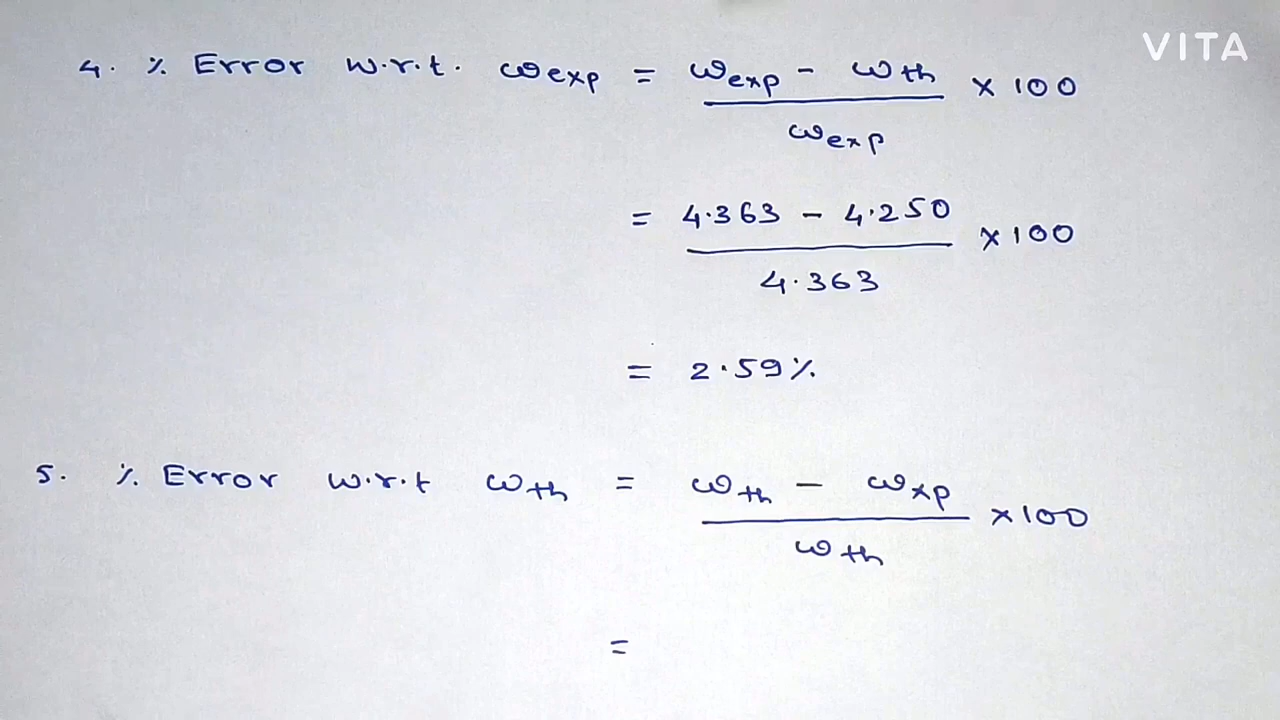 VITA
4. % Error w.r.t. ωexp = ωexp - ωth × 100
ωexp
= 4.363 - 4.250 × 100
4.363
= 2.59%
5. % Error w.r.t ωth = ωth - ωxp × 100
ωth
=